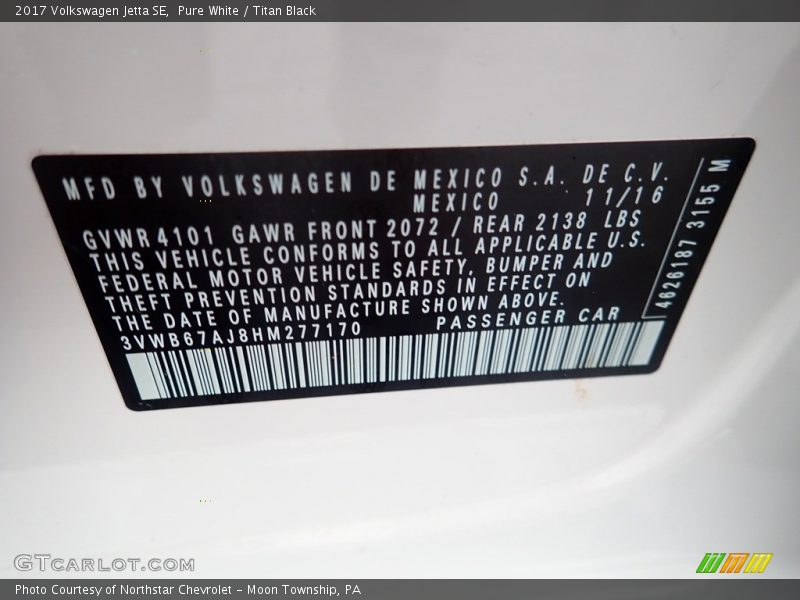 2017 Volkswagen Jetta SE, Pure White / Titan Black
MFD BY VOLKSWAGEN DE MEXICO S.A. DE C.V.
MEXICO 11/16
GVWR 4101 GAWR FRONT 2072 / REAR 2138 LBS
THIS VEHICLE CONFORMS TO ALL APPLICABLE U.S.
FEDERAL MOTOR VEHICLE SAFETY, BUMPER AND
THEFT PREVENTION STANDARDS IN EFFECT ON
THE DATE OF MANUFACTURE SHOWN ABOVE.
3VWB67AJ8HM277170 PASSENGER CAR
4626187 3155 M
GTCARLOT.COM
Photo Courtesy of Northstar Chevrolet - Moon Township, PA